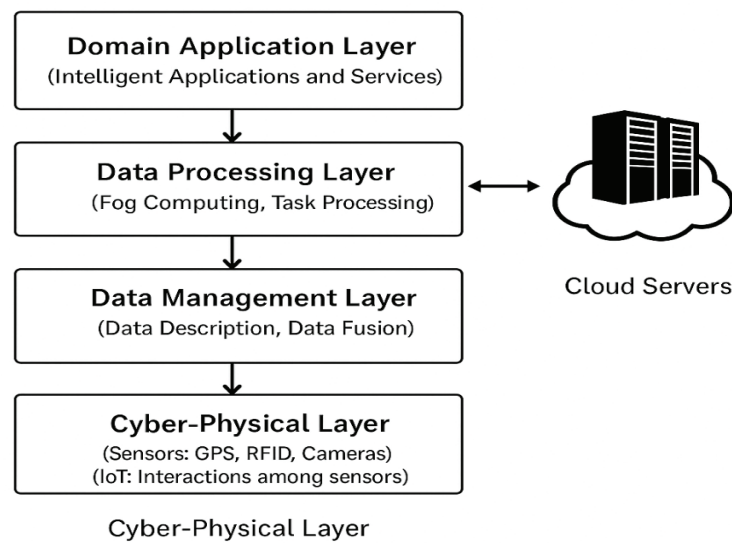 Domain Application Layer
(Intelligent Applications and Services)
Data Processing Layer
(Fog Computing, Task Processing)
Cloud Servers
Data Management Layer
(Data Description, Data Fusion)
Cyber-Physical Layer
(Sensors: GPS, RFID, Cameras)
(IoT: Interactions among sensors)
Cyber-Physical Layer